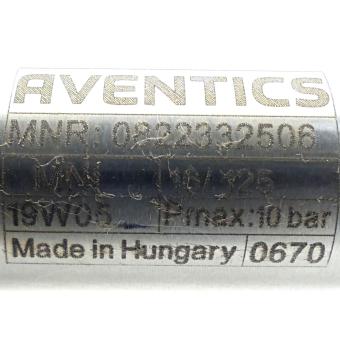 AVENTICS
MNR: 0822332506
MNI 16/125
19W05 Pmax:10 bar
Made in Hungary 0670